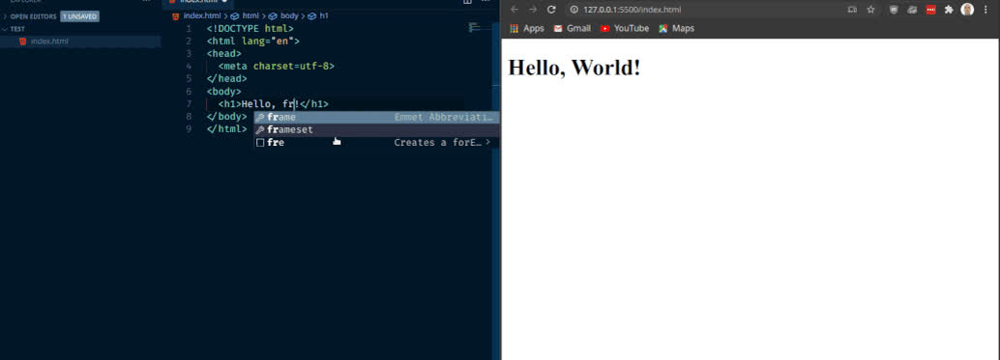 EXPLORER
OPEN EDITORS 1 UNSAVED
TEST
index.html
index.html
index.html > html > body > h1
1 <!DOCTYPE html>
2 <html lang="en">
3 <head>
4 <meta charset=utf-8>
5 </head>
6 <body>
7 <h1>Hello, fr!</h1>
8 </body>
9 </html>
frame Emmet Abbreviati…
frameset
fre Creates a forE… >
127.0.0.1:5500/index.html
Apps Gmail YouTube Maps
Hello, World!